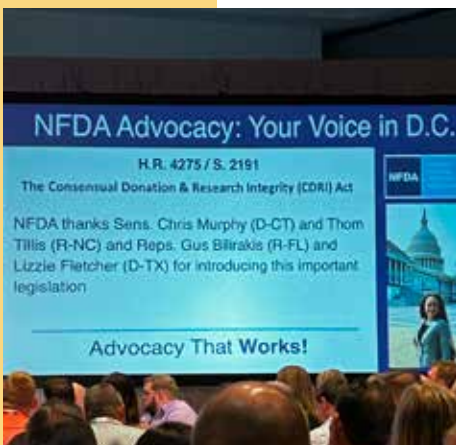 NFDA Advocacy: Your Voice in D.C.
H.R. 4275 / S. 2191
The Consensual Donation & Research Integrity (CDRI) Act
NFDA
NFDA thanks Sens. Chris Murphy (D-CT) and Thom
Tillis (R-NC) and Reps. Gus Bilirakis (R-FL) and
Lizzie Fletcher (D-TX) for introducing this important
legislation
Advocacy That Works!